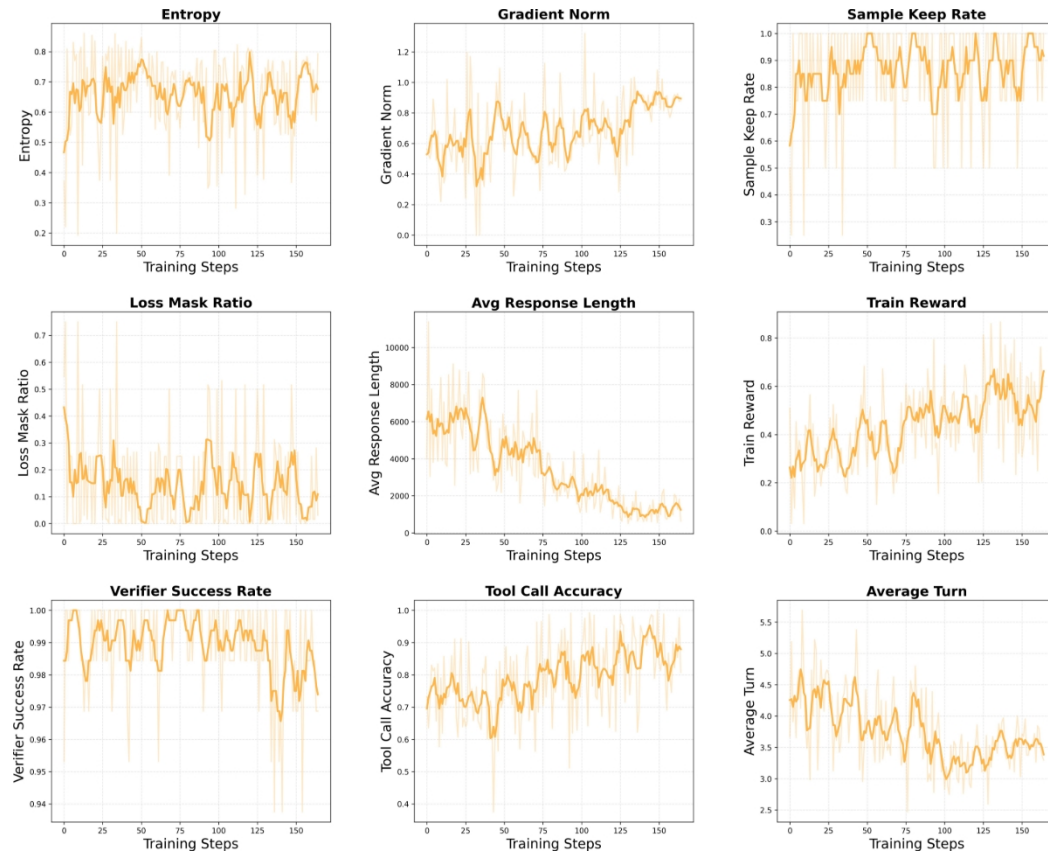 Entropy
Gradient Norm
Sample Keep Rate
Entropy
0.8
0.7
0.6
0.5
0.4
0.3
0.2
0 25 50 75 100 125 150
Training Steps
Gradient Norm
1.2
1.0
0.8
0.6
0.4
0.2
0.0
0 25 50 75 100 125 150
Training Steps
Sample Keep Rate
1.0
0.9
0.8
0.7
0.6
0.5
0.4
0.3
0 25 50 75 100 125 150
Training Steps
Loss Mask Ratio
Avg Response Length
Train Reward
Loss Mask Ratio
0.7
0.6
0.5
0.4
0.3
0.2
0.1
0.0
0 25 50 75 100 125 150
Training Steps
Avg Response Length
10000
8000
6000
4000
2000
0
0 25 50 75 100 125 150
Training Steps
Train Reward
0.8
0.6
0.4
0.2
0.0
0 25 50 75 100 125 150
Training Steps
Verifier Success Rate
Tool Call Accuracy
Average Turn
Verifier Success Rate
1.00
0.99
0.98
0.97
0.96
0.95
0.94
0 25 50 75 100 125 150
Training Steps
Tool Call Accuracy
1.0
0.9
0.8
0.7
0.6
0.5
0.4
0 25 50 75 100 125 150
Training Steps
Average Turn
5.5
5.0
4.5
4.0
3.5
3.0
2.5
0 25 50 75 100 125 150
Training Steps